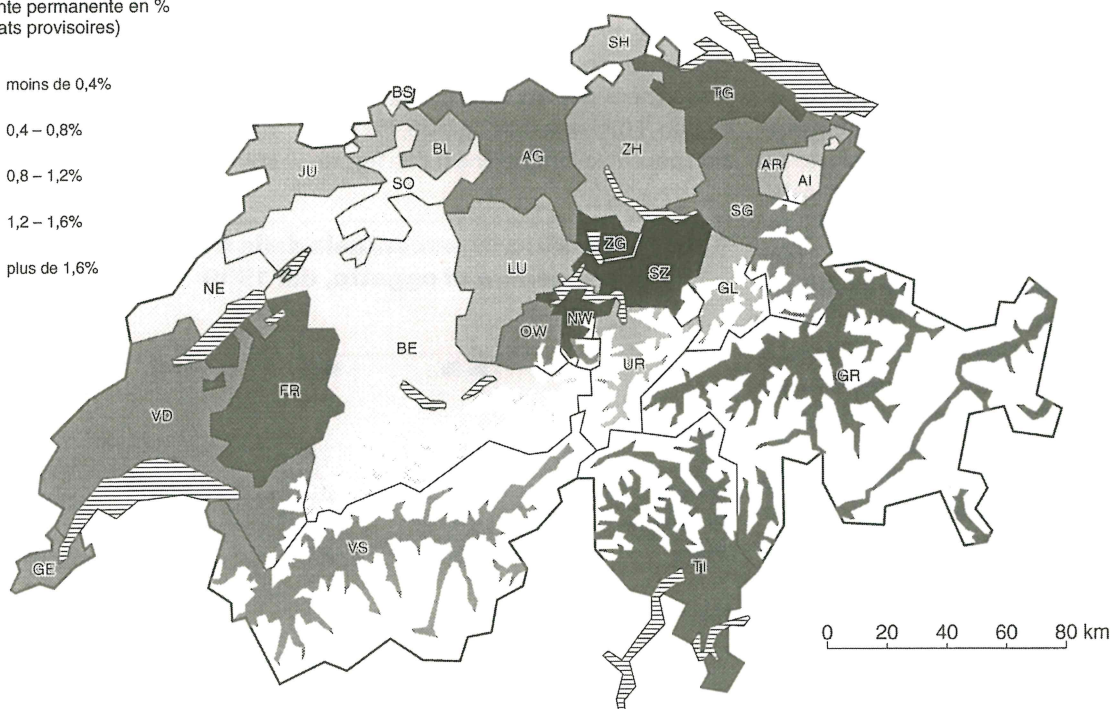 nte permanente en %
ats provisoires)
moins de 0,4%
0,4 – 0,8%
0,8 – 1,2%
1,2 – 1,6%
plus de 1,6%
SH
BS
TG
BL
AG
ZH
JU
AR
AI
SO
SG
ZG
LU
SZ
NE
GL
NW
OW
BE
UR
GR
FR
VD
VS
GE
TI
0 20 40 60 80 km